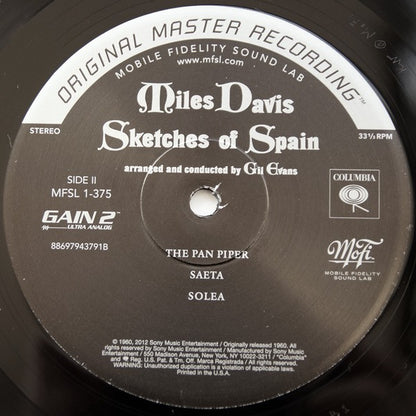 ORIGINAL MASTER RECORDING™
MOBILE FIDELITY SOUND LAB
www.mfsl.com
Miles Davis
Sketches of Spain
STEREO
33⅓ RPM
arranged and conducted by Gil Evans
SIDE II
MFSL 1-375
COLUMBIA
GAIN 2™
ULTRA ANALOG
88697943791B
MoFi
MOBILE FIDELITY
SOUND LAB
THE PAN PIPER
SAETA
SOLEA
℗ 1960, 2012 Sony Music Entertainment / Originally released 1960, All
rights reserved by Sony Music Entertainment / © 2012 Sony Music
Entertainment / 550 Madison Avenue, New York, NY 10022-3211 / "Columbia"
and Reg. U.S. Pat. & Tm. Off. Marca Registrada / All Rights Reserved.
WARNING: Unauthorized duplication is a violation of applicable laws.
Printed in the U.S.A.